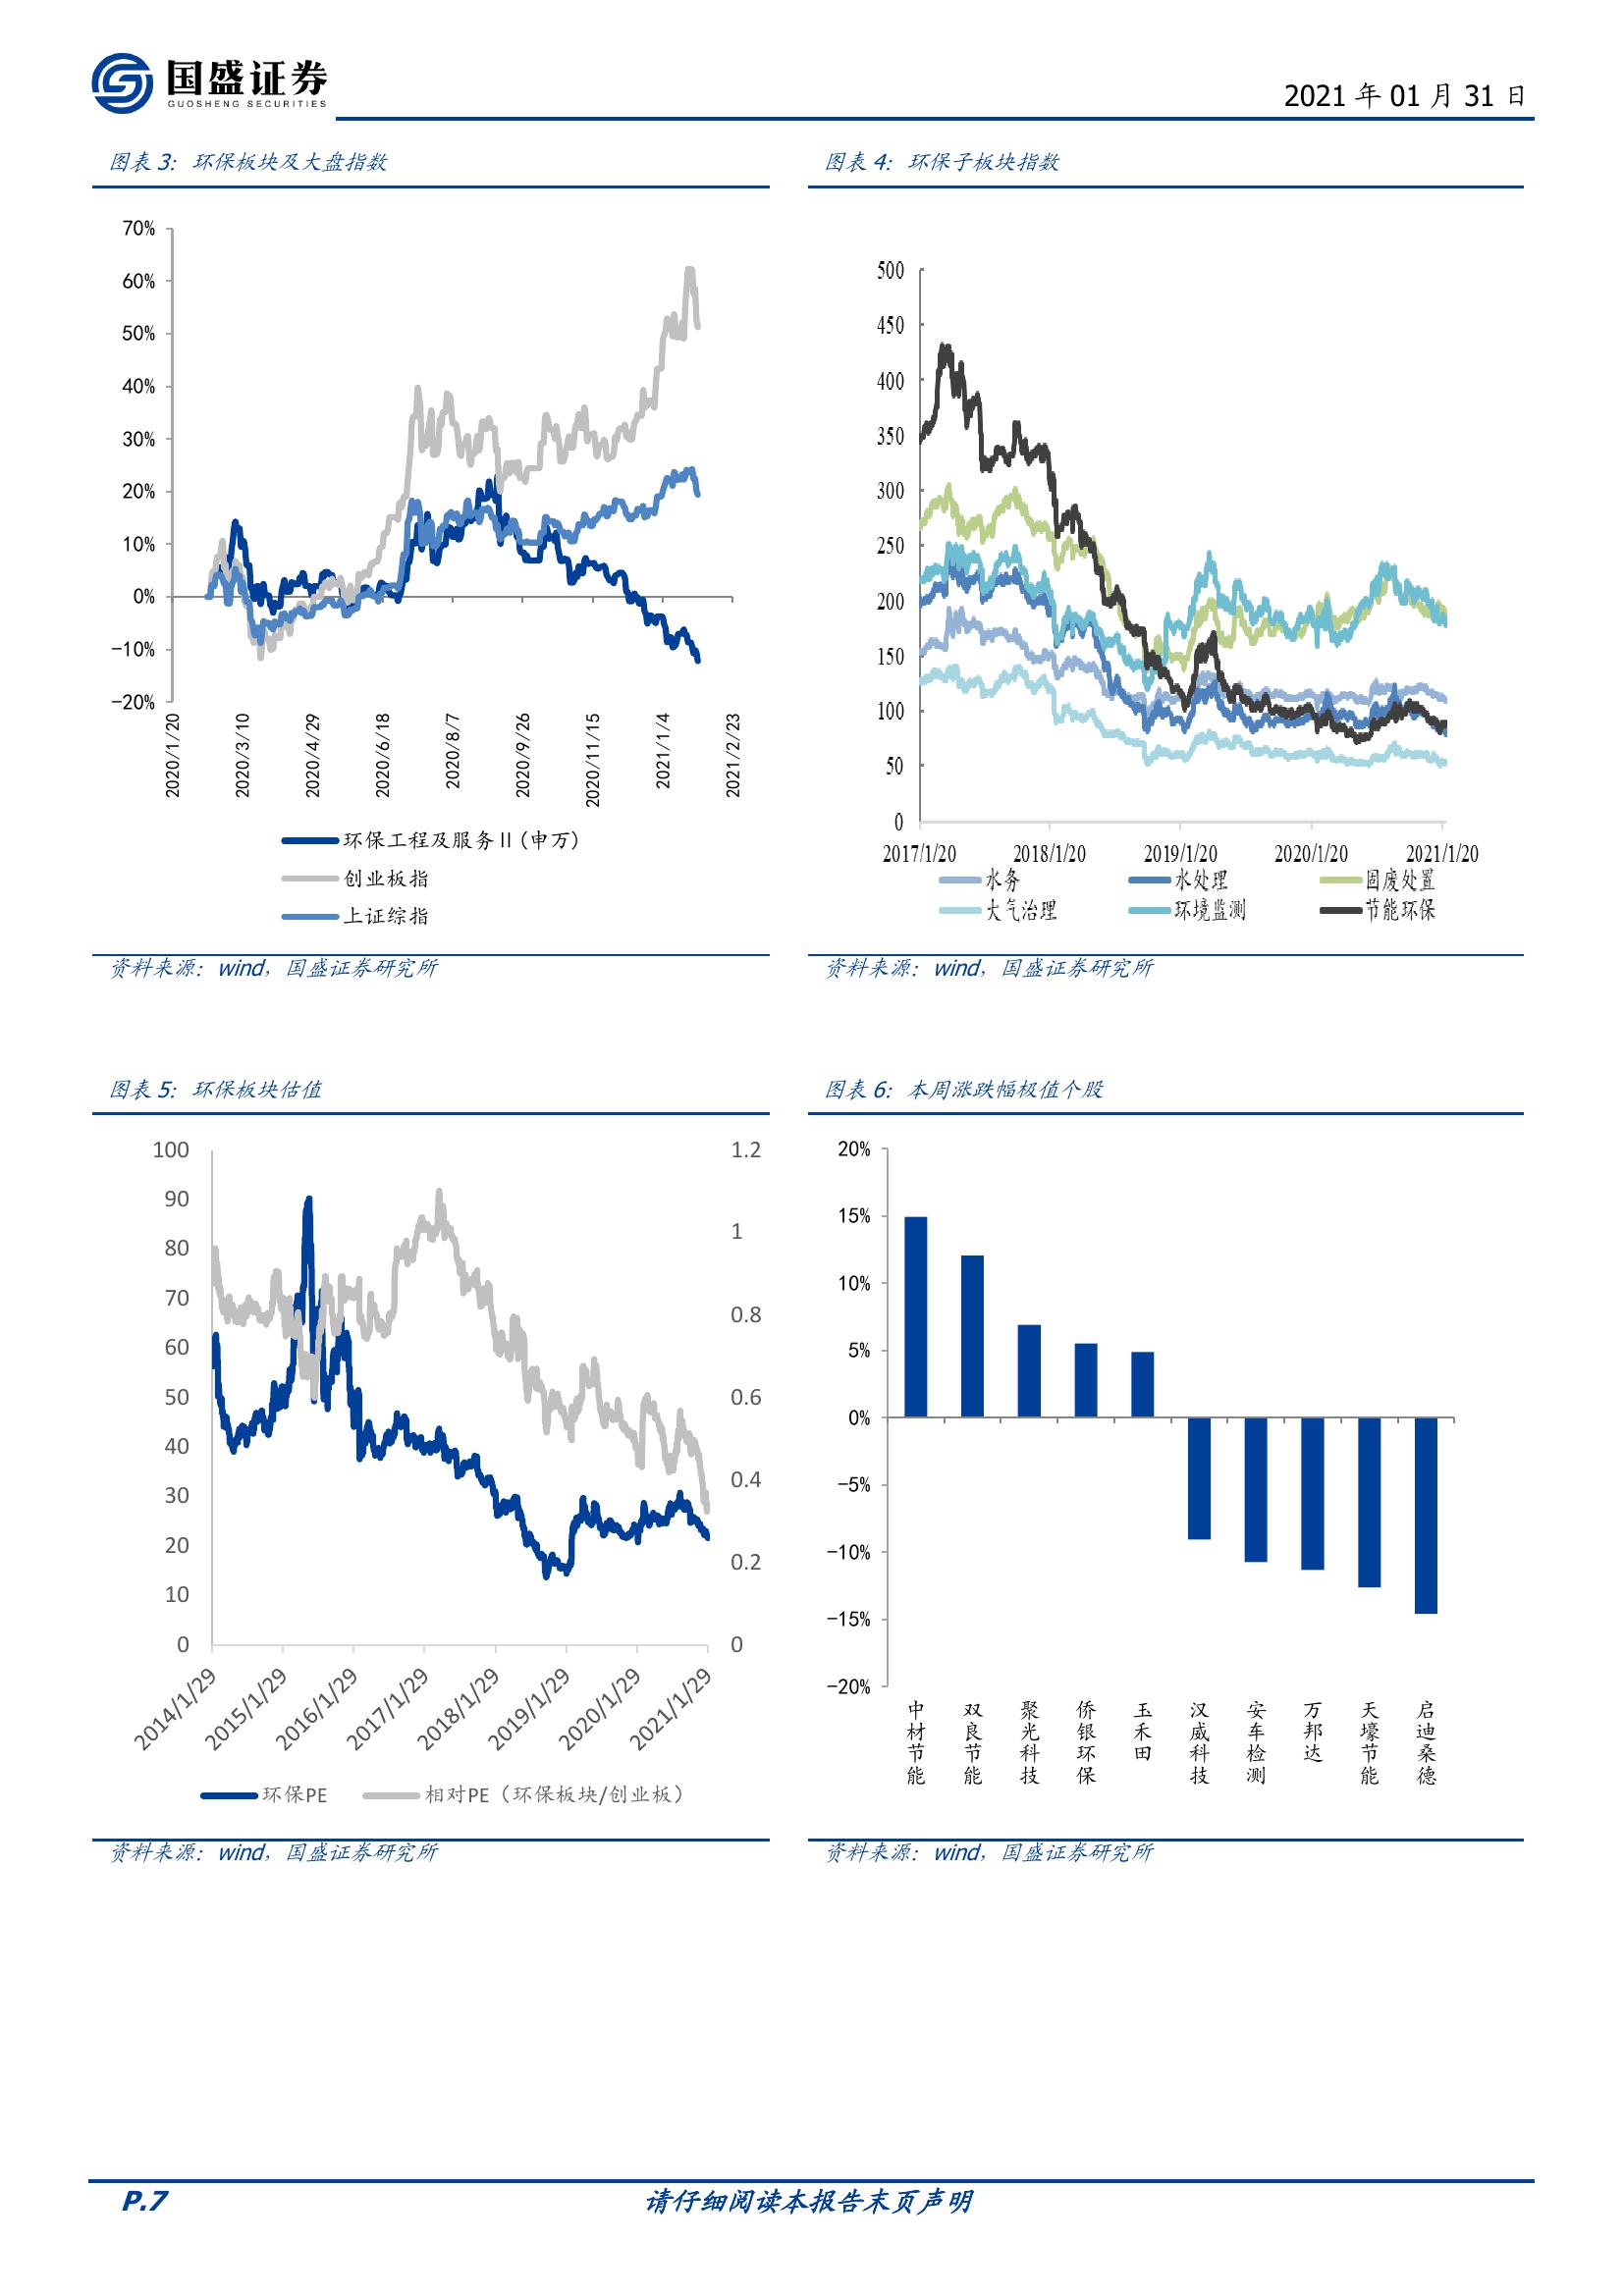 国盛证券
GUOSHENG SECURITIES
2021 年 01 月 31 日
图表 3：环保板块及大盘指数
70%
60%
50%
40%
30%
20%
10%
0%
-10%
-20%
2020/1/20
2020/3/10
2020/4/29
2020/6/18
2020/8/7
2020/9/26
2020/11/15
2021/1/4
2021/2/23
环保工程及服务Ⅱ(申万)
创业板指
上证综指
资料来源：wind，国盛证券研究所
图表 4：环保子板块指数
500
450
400
350
300
250
200
150
100
50
0
2017/1/20 2018/1/20 2019/1/20 2020/1/20 2021/1/20
水务 水处理 固废处置
大气治理 环境监测 节能环保
资料来源：wind，国盛证券研究所
图表 5：环保板块估值
100
90
80
70
60
50
40
30
20
10
0
1.2
1
0.8
0.6
0.4
0.2
0
2014/1/29
2015/1/29
2016/1/29
2017/1/29
2018/1/29
2019/1/29
2020/1/29
2021/1/29
环保PE 相对PE（环保板块/创业板）
资料来源：wind，国盛证券研究所
图表 6：本周涨跌幅极值个股
20%
15%
10%
5%
0%
-5%
-10%
-15%
-20%
中材节能
双良节能
聚光科技
侨银环保
玉禾田
汉威科技
安车检测
万邦达
天壕节能
启迪桑德
资料来源：wind，国盛证券研究所
P.7
请仔细阅读本报告末页声明